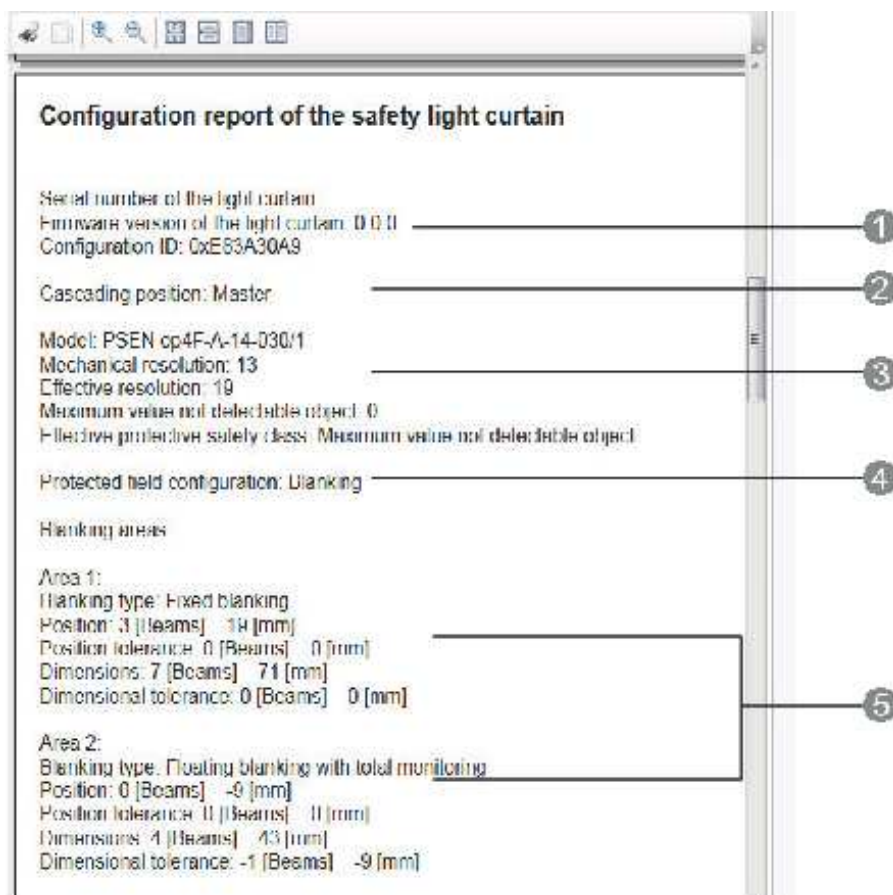 Configuration report of the safety light curtain
Serial number of the light curtain
Firmware version of the light curtain: 0.0.0
Configuration ID: 0xE83A30A9
Cascading position: Master
Model: PSEN op4F-A-14-030/1
Mechanical resolution: 13
Effective resolution: 19
Maximum value not detectable object: 0
Effective protective safety class: Maximum value not detectable object
Protected field configuration: Blanking
Blanking areas
Area 1:
Blanking type: Fixed blanking
Position: 3 [Beams] 19 [mm]
Position tolerance: 0 [Beams] 0 [mm]
Dimensions: 7 [Beams] 71 [mm]
Dimensional tolerance: 0 [Beams] 0 [mm]
Area 2:
Blanking type: Floating blanking with total monitoring
Position: 0 [Beams] -9 [mm]
Position tolerance: 0 [Beams] 0 [mm]
Dimensions: 4 [Beams] 43 [mm]
Dimensional tolerance: -1 [Beams] -9 [mm]
1
2
3
4
5